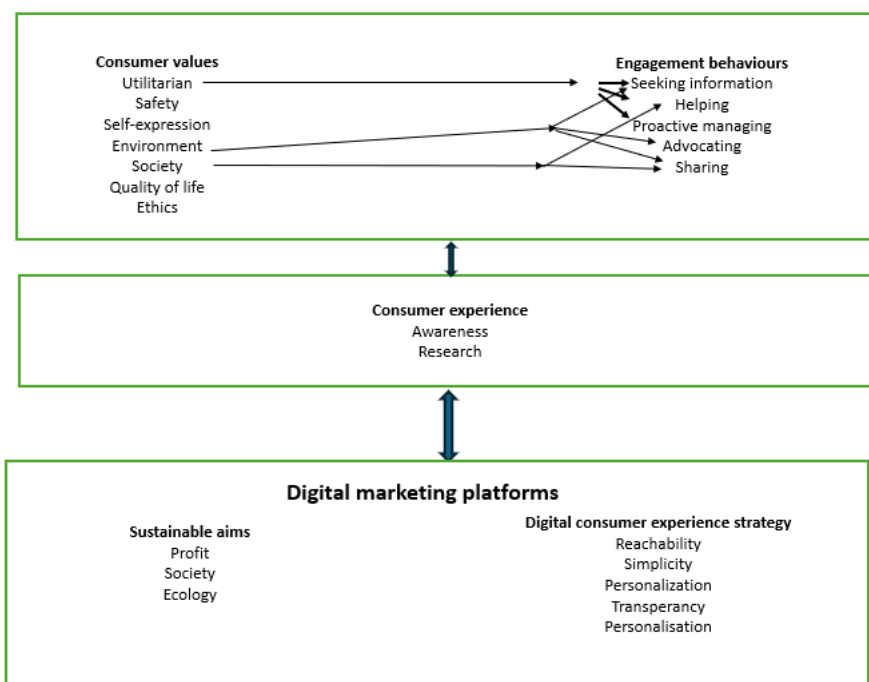 Consumer values
Utilitarian
Safety
Self-expression
Environment
Society
Quality of life
Ethics
Engagement behaviours
Seeking information
Helping
Proactive managing
Advocating
Sharing
Consumer experience
Awareness
Research
Digital marketing platforms
Sustainable aims
Profit
Society
Ecology
Digital consumer experience strategy
Reachability
Simplicity
Personalization
Transperancy
Personalisation